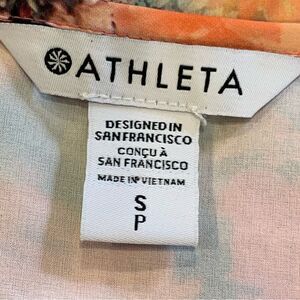 ATHLETA
DESIGNED IN
SAN FRANCISCO
CONÇU À
SAN FRANCISCO
MADE IN VIETNAM
S
P